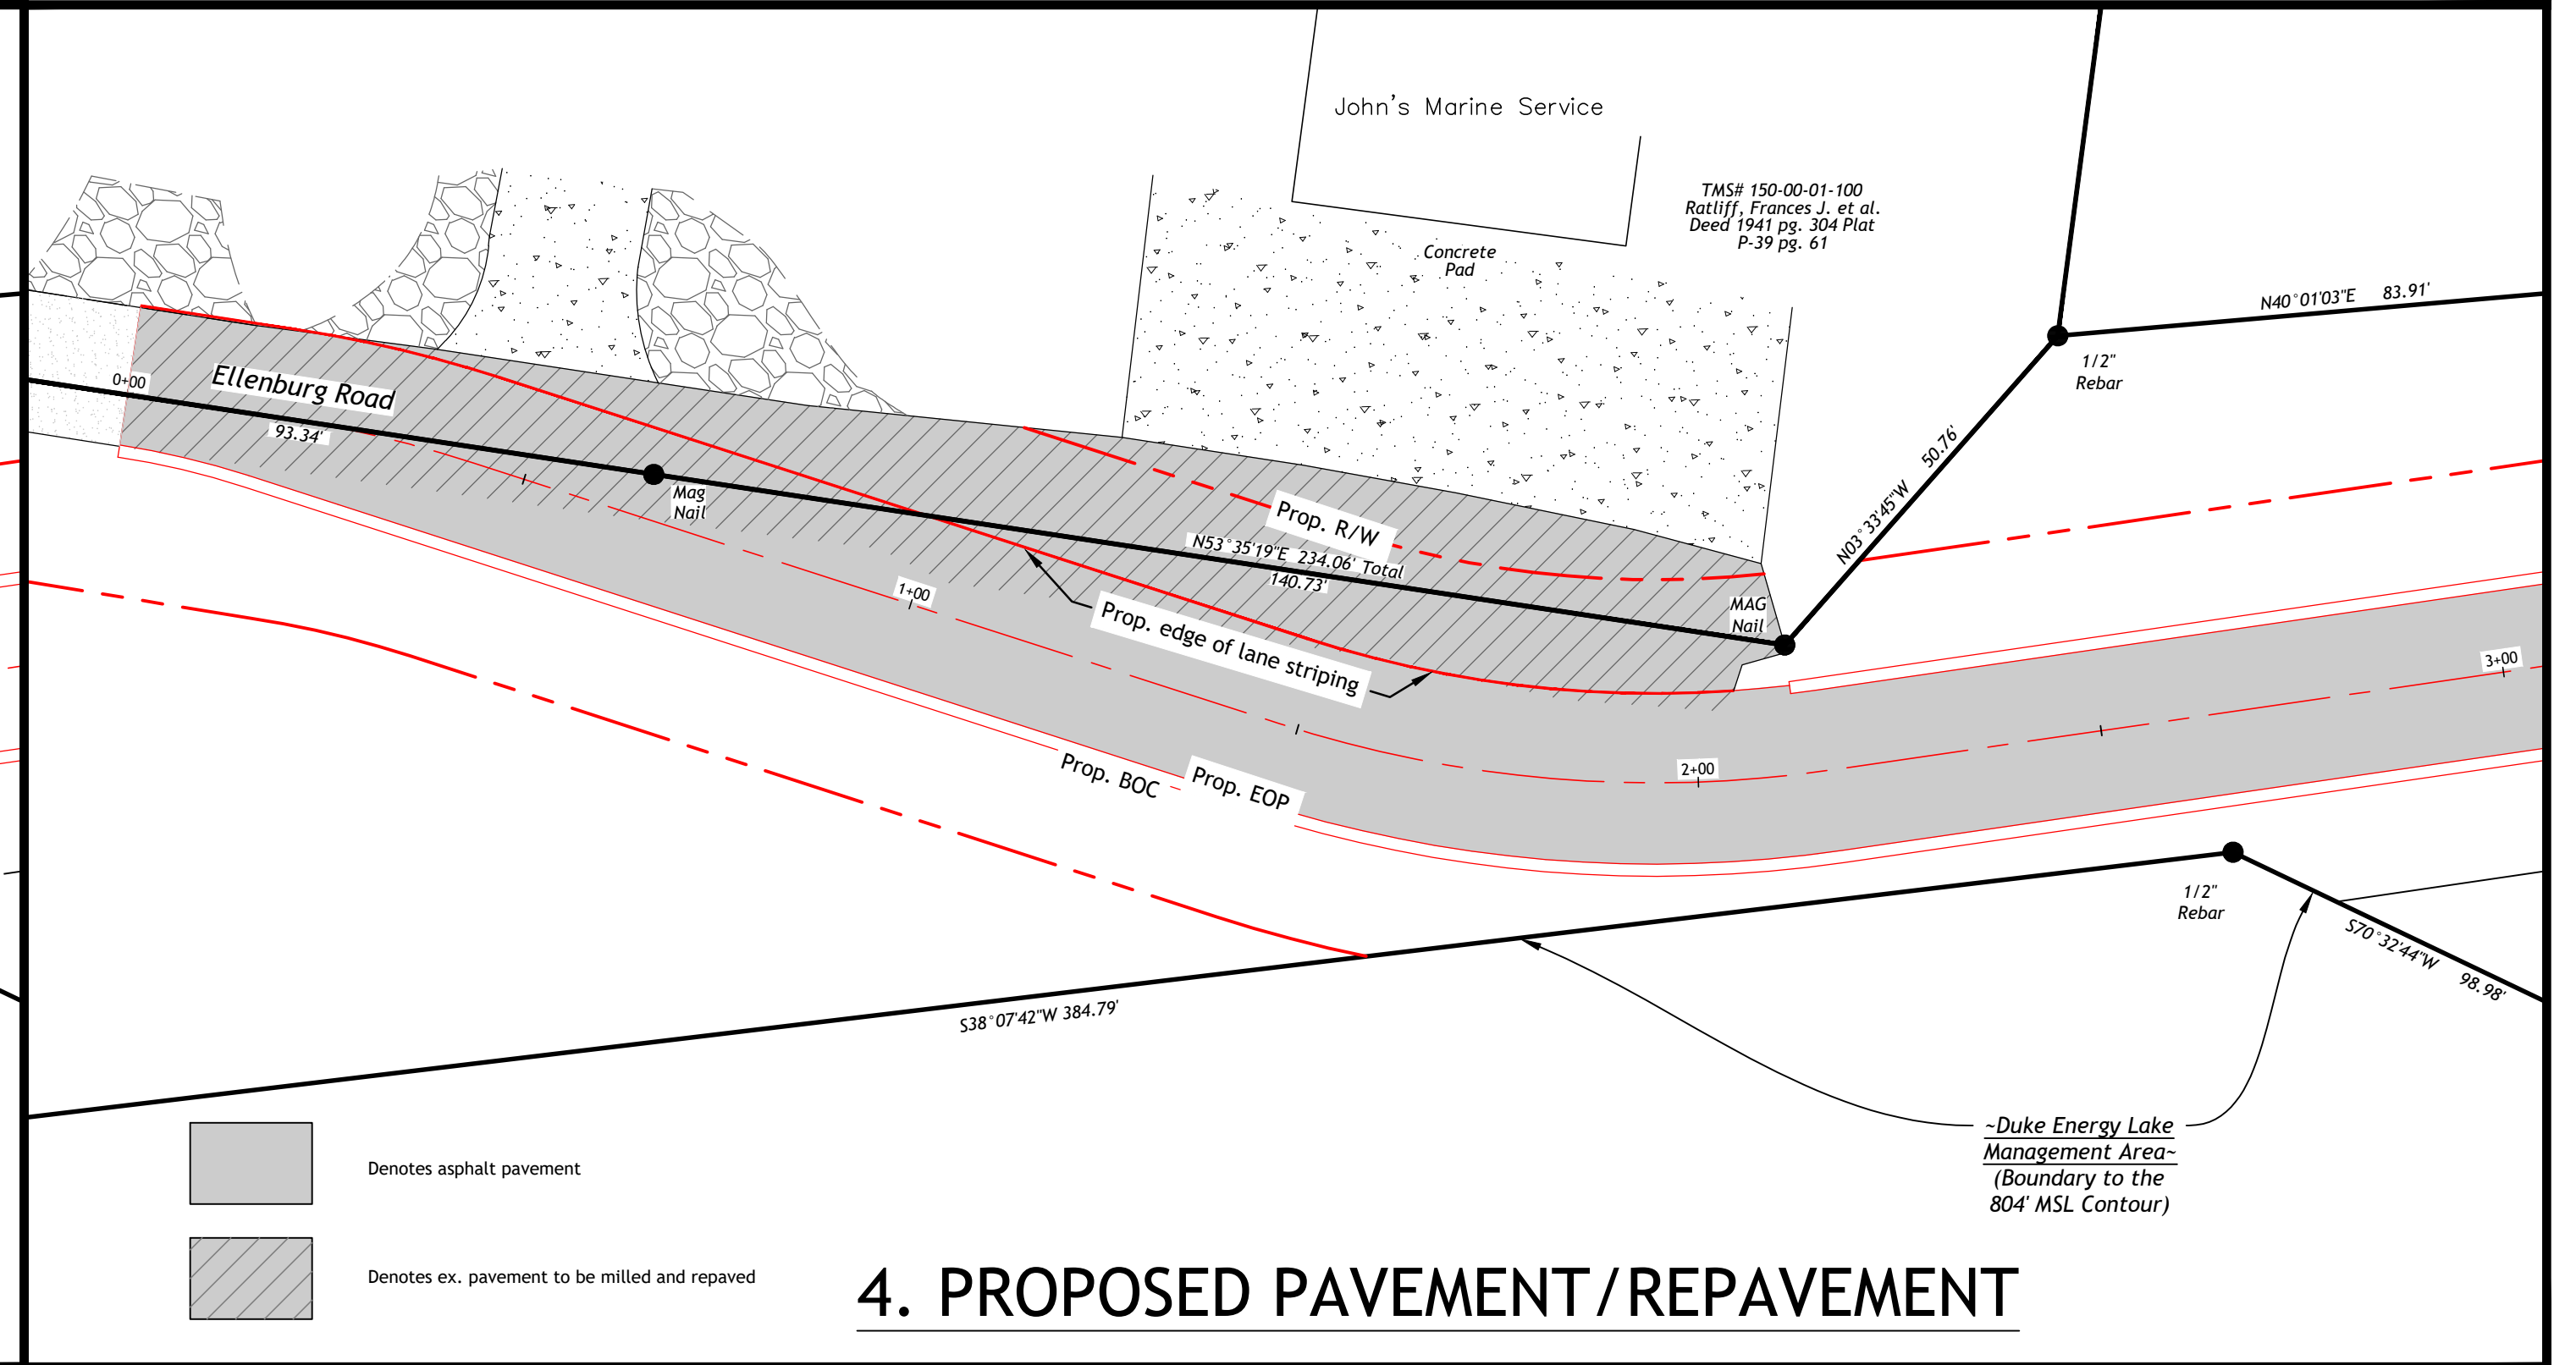 John's Marine Service
TMS# 150-00-01-100
Ratliff, Frances J. et al.
Deed 1941 pg. 304 Plat
P-39 pg. 61
Concrete
Pad
N40°01'03"E 83.91'
1/2"
Rebar
0+00
Ellenburg Road
93.34'
Mag
Nail
N03°33'45"W 50.76'
Prop. R/W
N53°35'19"E 234.06' Total
140.73'
1+00
Prop. edge of lane striping
MAG
Nail
3+00
Prop. BOC
Prop. EOP
2+00
1/2"
Rebar
S70°32'44"W 98.98'
S38°07'42"W 384.79'
~Duke Energy Lake
Management Area~
(Boundary to the
804' MSL Contour)
Denotes asphalt pavement
Denotes ex. pavement to be milled and repaved
4. PROPOSED PAVEMENT/REPAVEMENT